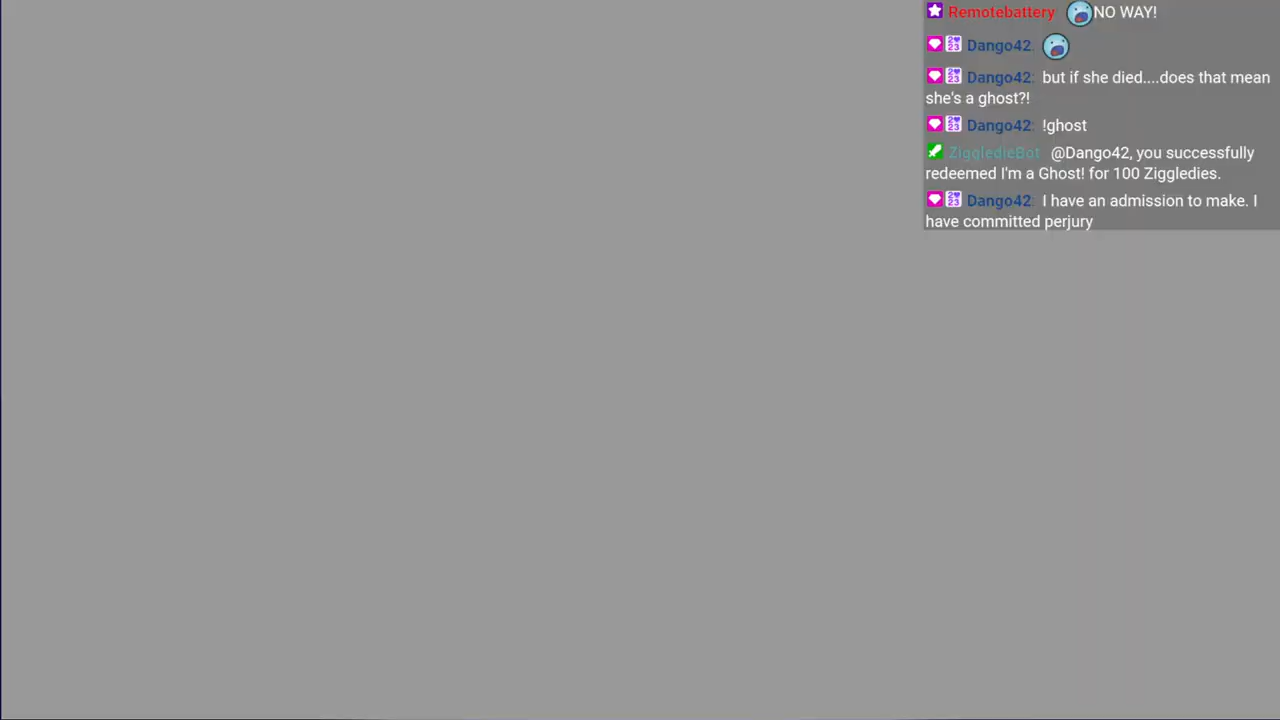 Remotebattery NO WAY!
Dango42:
Dango42: but if she died....does that mean
she's a ghost?!
Dango42: !ghost
ZiggledieBot @Dango42, you successfully
redeemed I'm a Ghost! for 100 Ziggledies.
Dango42: I have an admission to make. I
have committed perjury